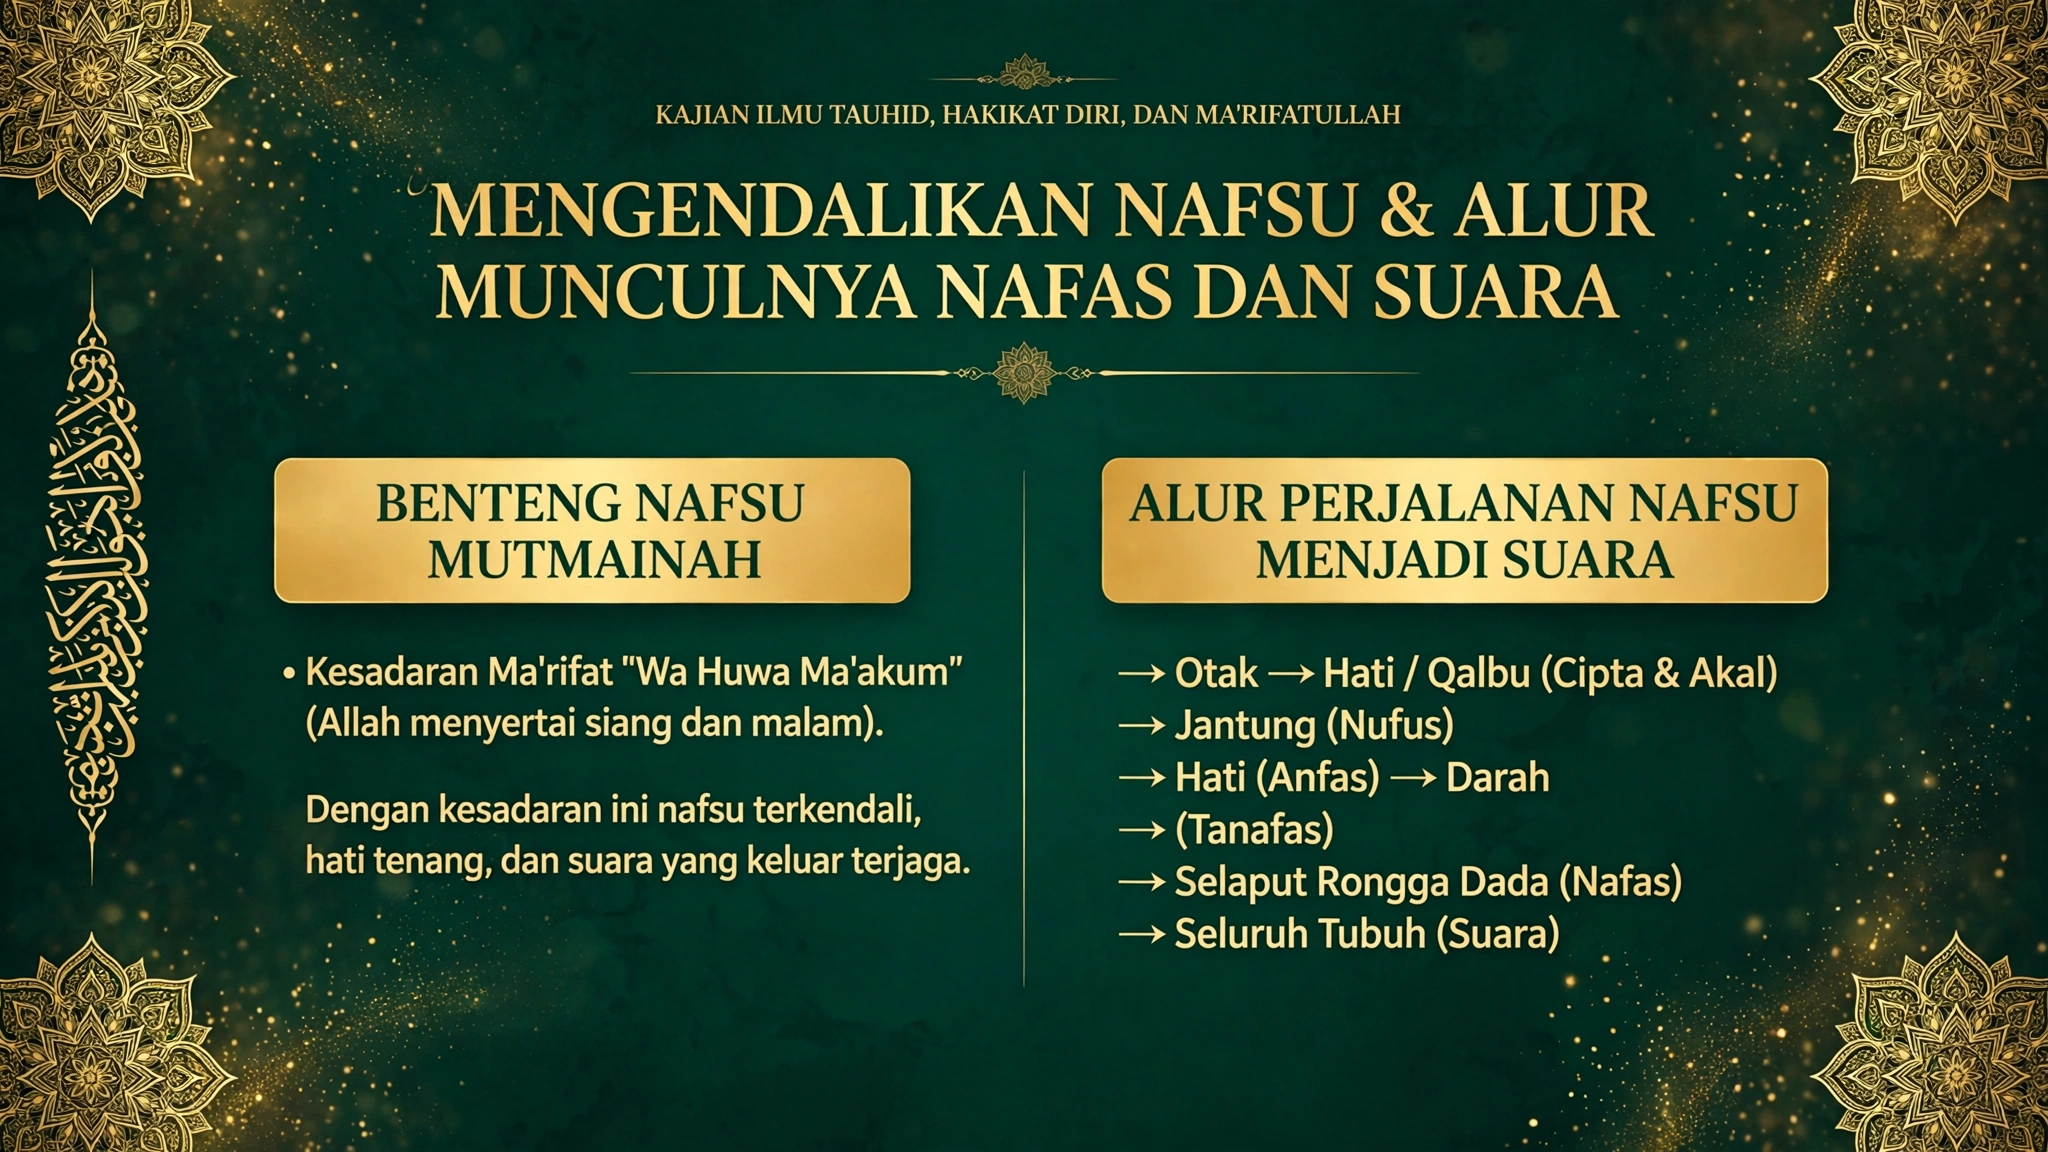 KAJIAN ILMU TAUHID, HAKIKAT DIRI, DAN MA'RIFATULLAH
MENGENDALIKAN NAFSU & ALUR
MUNCULNYA NAFAS DAN SUARA
BENTENG NAFSU
MUTMAINAH
• Kesadaran Ma'rifat "Wa Huwa Ma'akum"
(Allah menyertai siang dan malam).
Dengan kesadaran ini nafsu terkendali,
hati tenang, dan suara yang keluar terjaga.
ALUR PERJALANAN NAFSU
MENJADI SUARA
→ Otak → Hati / Qalbu (Cipta & Akal)
→ Jantung (Nufus)
→ Hati (Anfas) → Darah
→ (Tanafas)
→ Selaput Rongga Dada (Nafas)
→ Seluruh Tubuh (Suara)